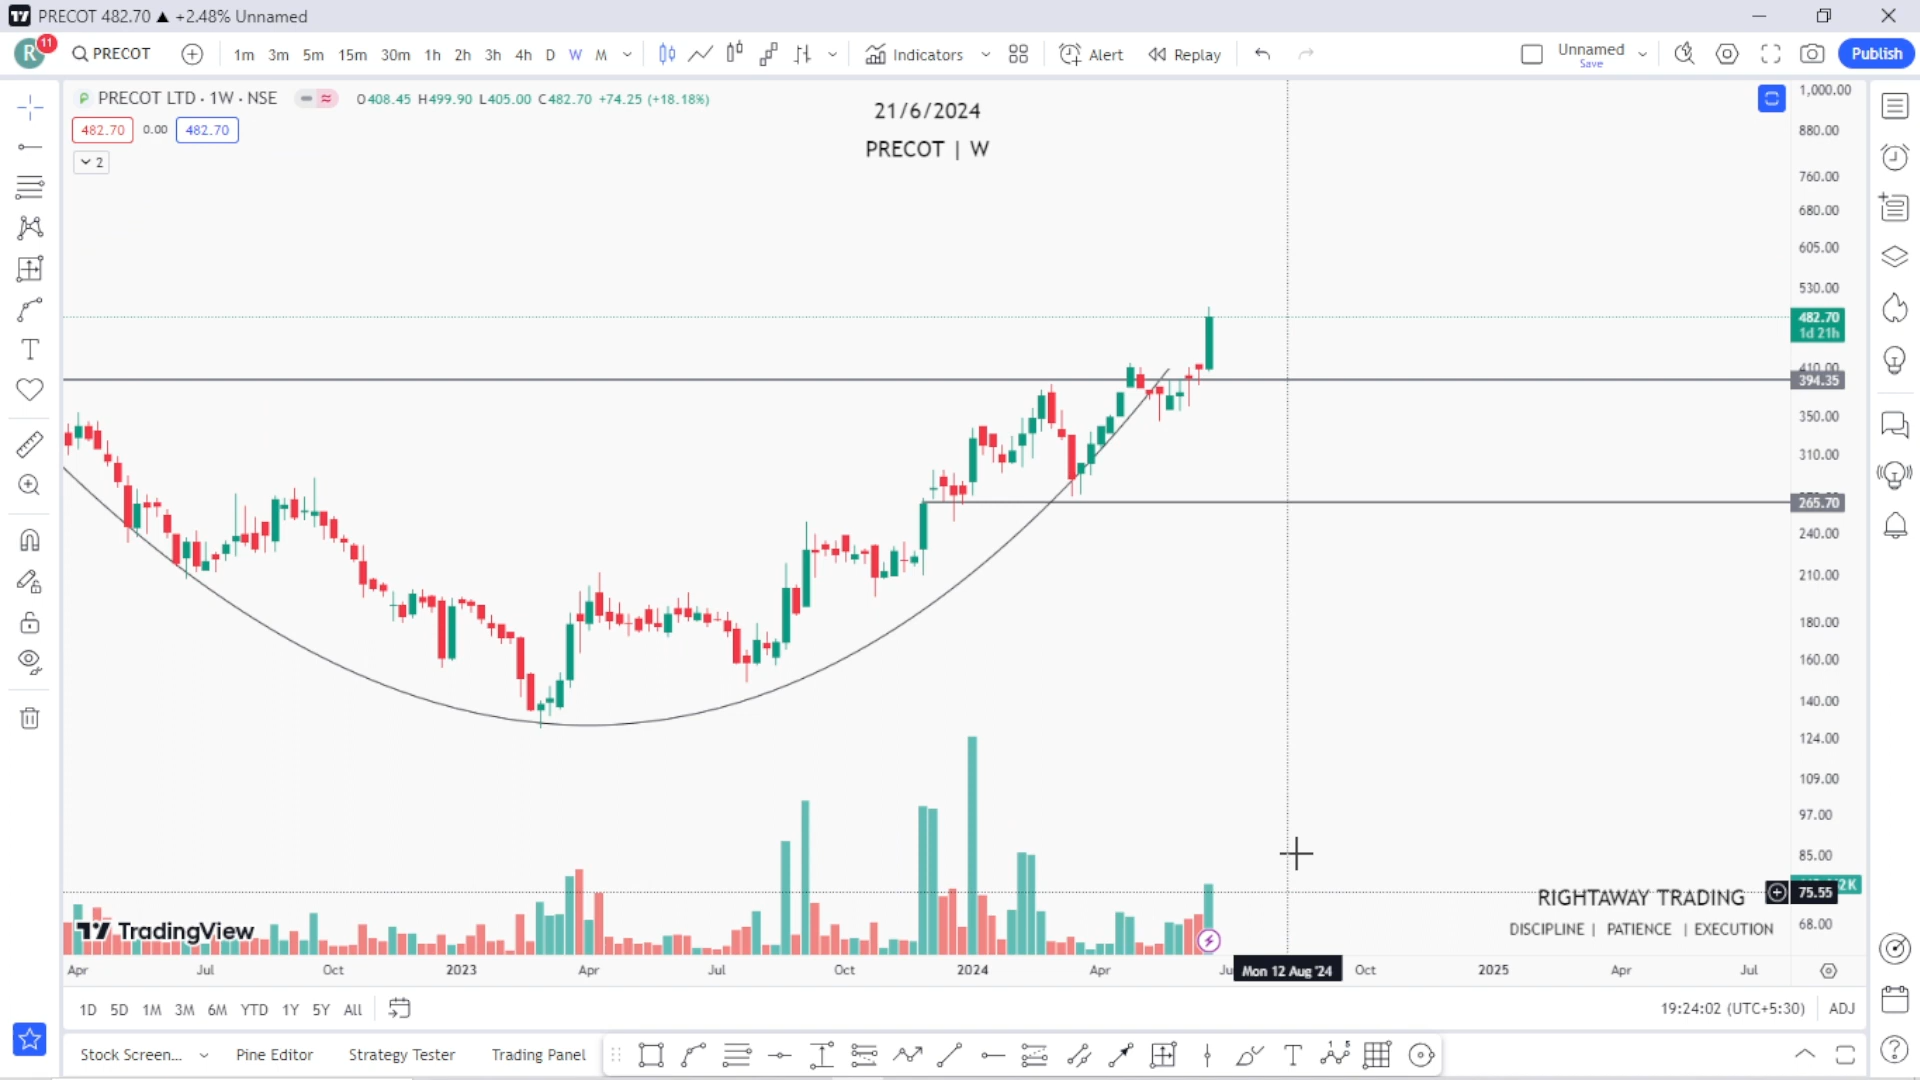 PRECOT 482.70 ▲ +2.48% Unnamed
R 11 PRECOT 1m 3m 5m 15m 30m 1h 2h 3h 4h D W M Indicators Alert Replay Unnamed Save Publish
PRECOT LTD · 1W · NSE O408.45 H499.90 L405.00 C482.70 +74.25 (+18.18%)
482.70 0.00 482.70
2
21/6/2024
PRECOT | W
1,000.00
880.00
760.00
680.00
605.00
530.00
482.70
1d 21h
410.00
394.35
350.00
310.00
265.70
240.00
210.00
180.00
160.00
140.00
124.00
109.00
97.00
85.00
2K
75.55
68.00
RIGHTAWAY TRADING
DISCIPLINE | PATIENCE | EXECUTION
TradingView
Apr Jul Oct 2023 Apr Jul Oct 2024 Apr Ju Mon 12 Aug '24 Oct 2025 Apr Jul
1D 5D 1M 3M 6M YTD 1Y 5Y All 19:24:02 (UTC+5:30) ADJ
Stock Screen... Pine Editor Strategy Tester Trading Panel